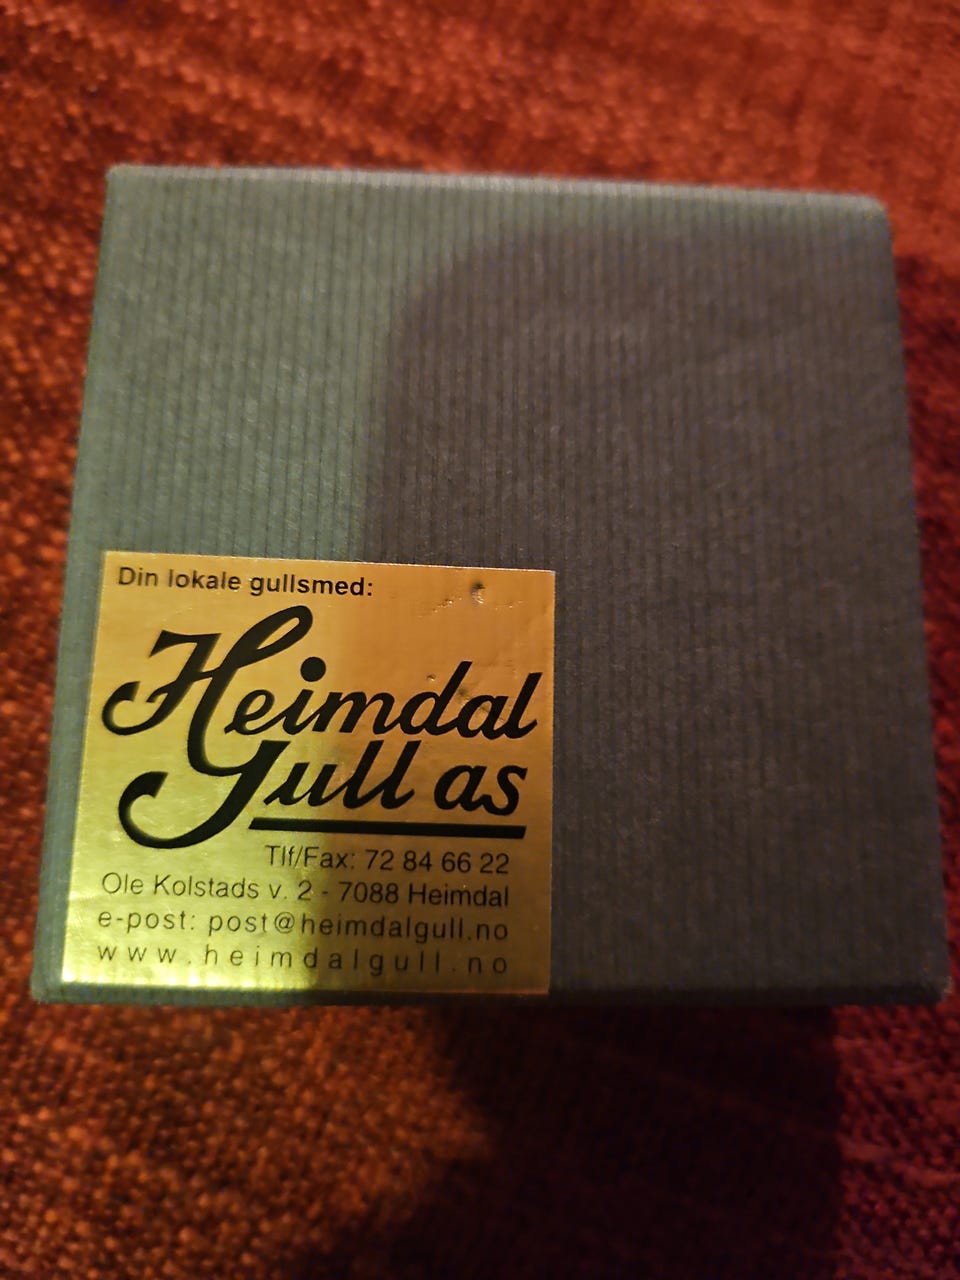 Din lokale gullsmed:
Heimdal
Gull as
Tlf/Fax: 72 84 66 22
Ole Kolstads v. 2 - 7088 Heimdal
e-post: post@heimdalgull.no
www.heimdalgull.no